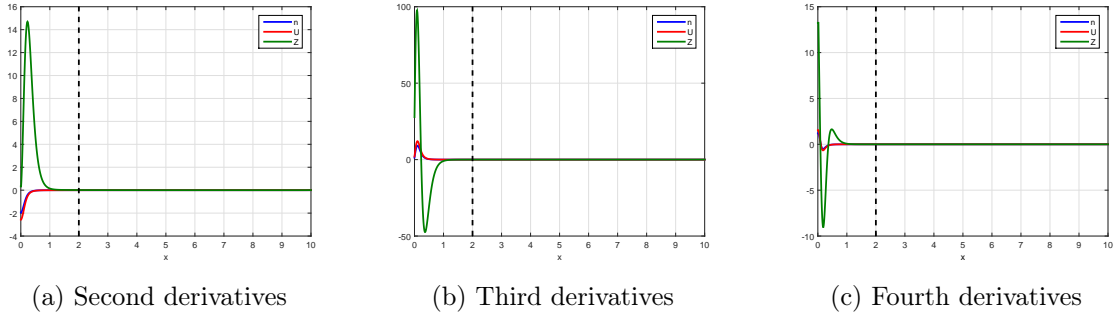 16
14
12
10
8
6
4
2
0
-2
-4
0 1 2 3 4 5 6 7 8 9 10
x
n
U
Z
(a) Second derivatives
100
50
0
-50
0 1 2 3 4 5 6 7 8 9 10
x
n
U
Z
(b) Third derivatives
15
10
5
0
-5
-10
0 1 2 3 4 5 6 7 8 9 10
x
n
U
Z
(c) Fourth derivatives